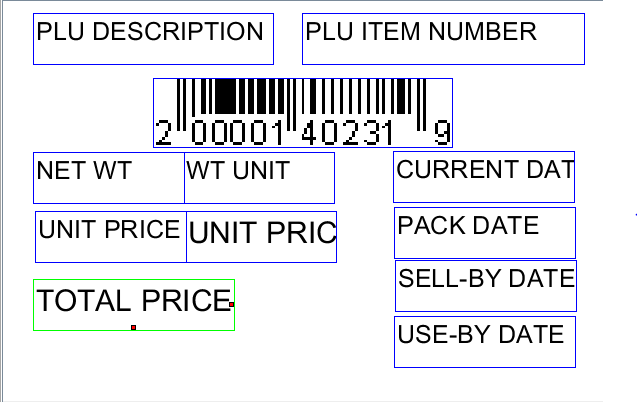 PLU DESCRIPTION
PLU ITEM NUMBER
2 00001 40231 9
NET WT
WT UNIT
CURRENT DAT
UNIT PRICE
UNIT PRIC
PACK DATE
SELL-BY DATE
TOTAL PRICE
USE-BY DATE